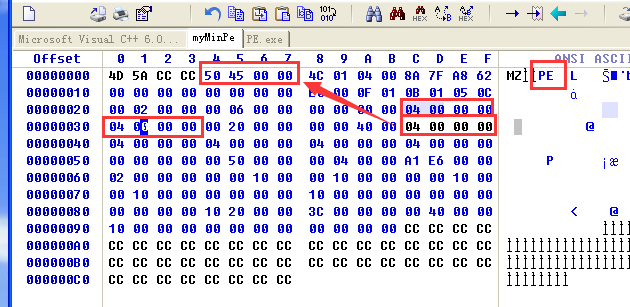 Microsoft Visual C++ 6.0... myMinPe PE.exe
Offset 0 1 2 3 4 5 6 7 8 9 A B C D E F ANSI ASCII
00000000 4D 5A CC CC 50 45 00 00 4C 01 04 00 8A 7F A8 62 MZÌÌPE L Š
00000010 00 00 00 00 00 00 00 00 00 0F 01 0B 01 05 0C à
00000020 00 02 00 00 00 06 00 00 00 00 00 04 00 00 00
00000030 04 00 00 00 00 20 00 00 00 00 40 00 04 00 00 00 @
00000040 04 00 00 00 04 00 00 00 04 00 00 00 04 00 00 00
00000050 00 00 00 00 00 50 00 00 00 04 00 00 A1 E6 00 00 P ¡æ
00000060 02 00 00 00 00 00 10 00 00 10 00 00 00 00 10 00
00000070 00 10 00 00 00 00 00 00 10 00 00 00 00 00 00 00
00000080 00 00 00 00 10 20 00 00 3C 00 00 00 00 40 00 00 < @
00000090 10 00 00 00 00 00 00 00 00 00 00 00 CC CC CC CC ÌÌÌÌ
000000A0 CC CC CC CC CC CC CC CC CC CC CC CC CC CC CC CC ÌÌÌÌÌÌÌÌÌÌÌÌÌÌÌÌ
000000B0 CC CC CC CC CC CC CC CC CC CC CC CC CC CC CC CC ÌÌÌÌÌÌÌÌÌÌÌÌÌÌÌÌ
000000C0 CC CC CC CC CC CC CC CC ÌÌÌÌÌÌÌÌ